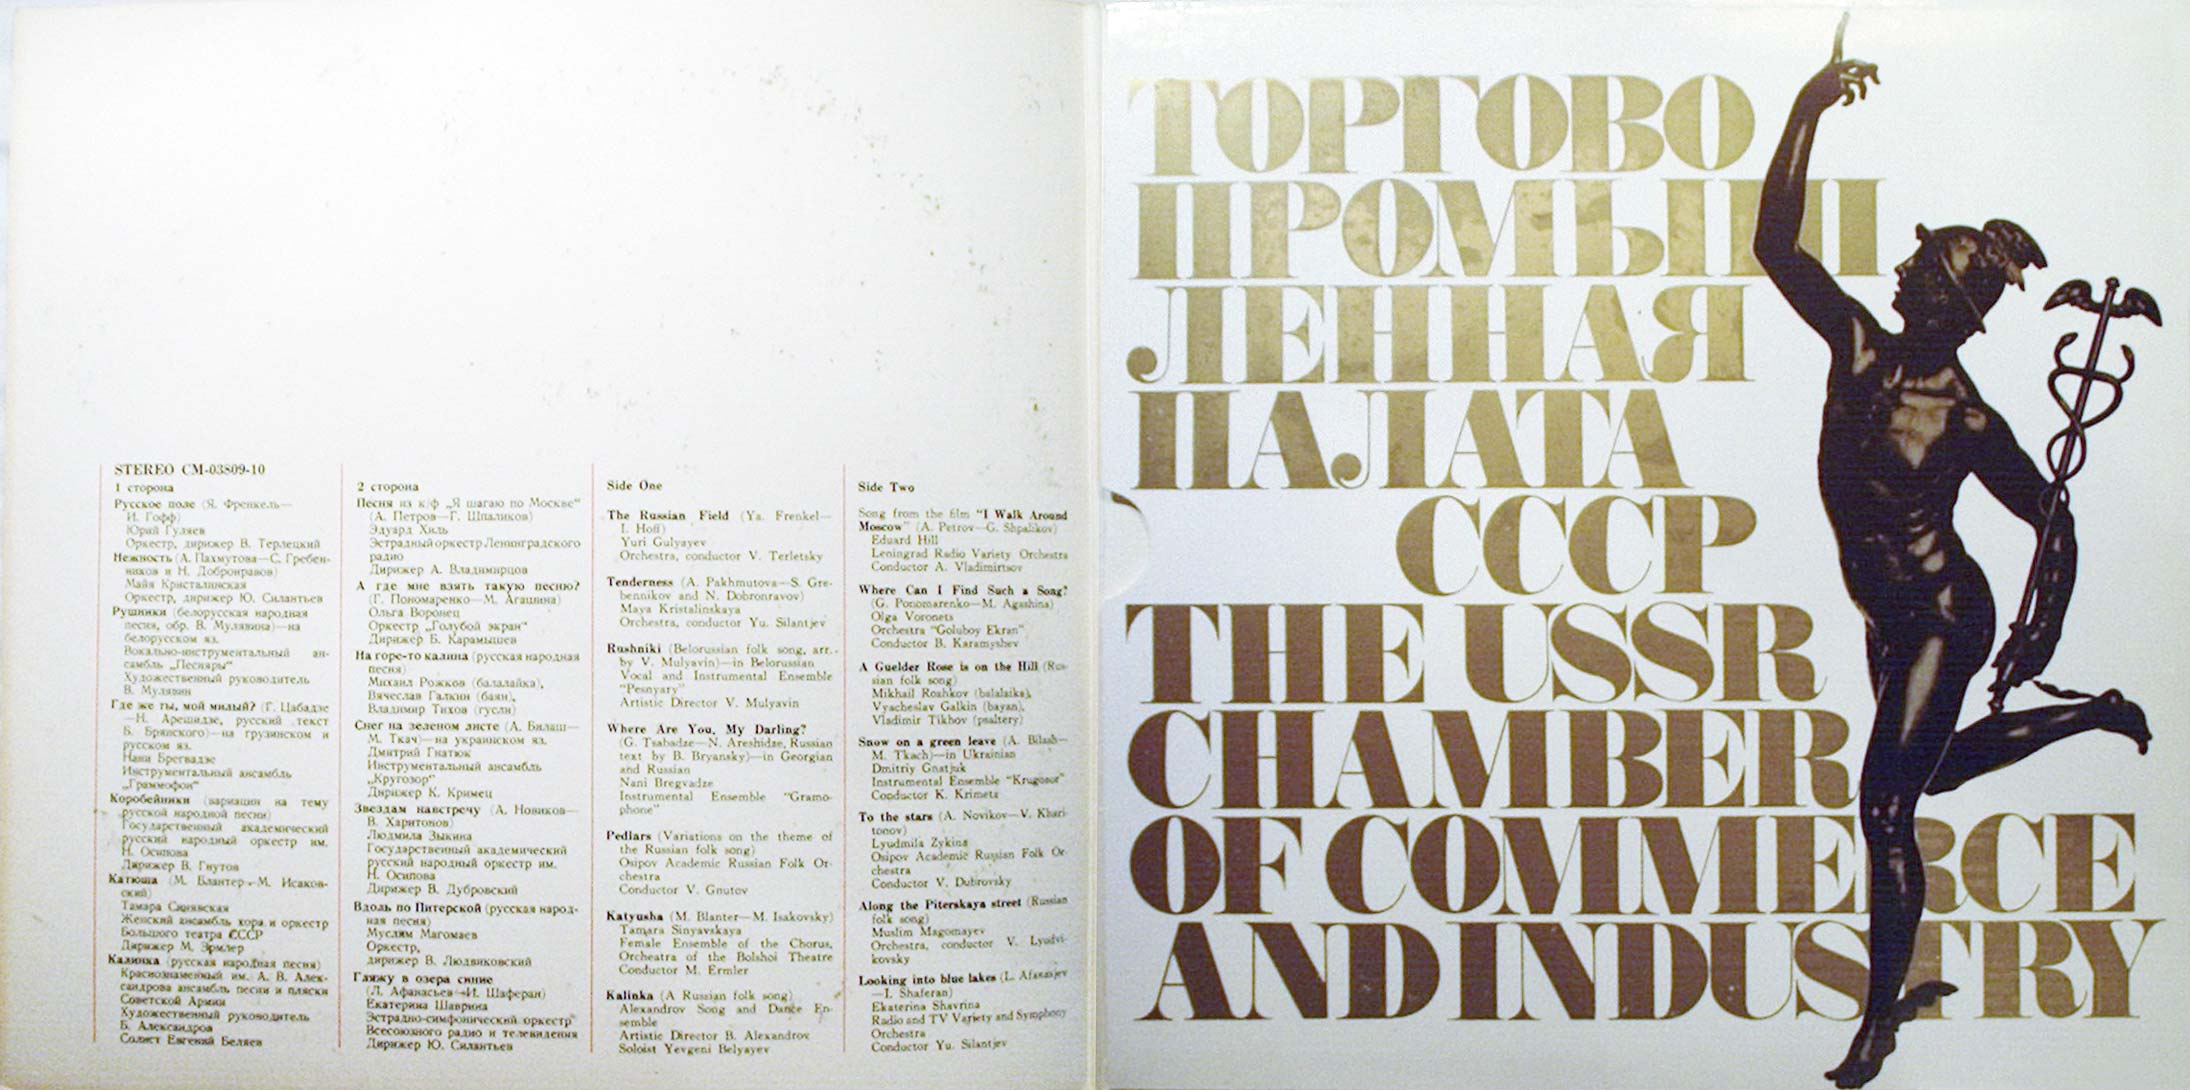 STEREO СМ-03809-10
1 сторона
Русское поле (Я. Френкель—
И. Гофф)
Юрий Гуляев
Оркестр, дирижер В. Терлецкий
Нежность (А. Пахмутова—С. Гребен-
ников и Н. Добронравов)
Майя Кристалинская
Оркестр, дирижер Ю. Силантьев
Рушники (белорусская народная
песня, обр. В. Мулявина)—на
белорусском яз.
Вокально-инструментальный ан-
самбль „Песняры“
Художественный руководитель
В. Мулявин
Где же ты, мой милый? (Г. Цабадзе
—Н. Арешидзе, русский текст
Б. Брянского)—на грузинском и
русском яз.
Нани Брегвадзе
Инструментальный ансамбль
„Граммофон“
Коробейники (вариации на тему
русской народной песни)
Государственный академический
русский народный оркестр им.
Н. Осипова
Дирижер В. Гнутов
Катюша (М. Блантер—М. Исаков-
ский)
Тамара Синявская
Женский ансамбль хора и оркестр
Большого театра СССР
Дирижер М. Эрмлер
Калинка (русская народная песня)
Краснознаменный им. А. В. Алек-
сандрова ансамбль песни и пляски
Советской Армии
Художественный руководитель
Б. Александров
Солист Евгений Беляев
2 сторона
Песня из к/ф „Я шагаю по Москве“
(А. Петров—Г. Шпаликов)
Эдуард Хиль
Эстрадный оркестр Ленинградского
радио
Дирижер А. Владимирцов
А где мне взять такую песню?
(Г. Пономаренко—М. Агашина)
Ольга Воронец
Оркестр „Голубой экран“
Дирижер Б. Карамышев
На горе-то калина (русская народная
песня)
Михаил Рожков (балалайка),
Вячеслав Галкин (баян),
Владимир Тихов (гусли)
Снег на зеленом листе (А. Билаш—
М. Ткач)—на украинском яз.
Дмитрий Гнатюк
Инструментальный ансамбль
„Кругозор“
Дирижер К. Кримец
Звездам навстречу (А. Новиков—
В. Харитонов)
Людмила Зыкина
Государственный академический
русский народный оркестр им.
Н. Осипова
Дирижер В. Дубровский
Вдоль по Питерской (русская народ-
ная песня)
Муслим Магомаев
Оркестр,
дирижер В. Людвиковский
Гляжу в озера синие
(Л. Афанасьев—И. Шаферан)
Екатерина Шаврина
Эстрадно-симфонический оркестр
Всесоюзного радио и телевидения
Дирижер Ю. Силантьев
Side One
The Russian Field (Ya. Frenkel—
I. Hoff)
Yuri Gulyayev
Orchestra, conductor V. Terletsky
Tenderness (A. Pakhmutova—S. Gre-
bennikov and N. Dobronravov)
Maya Kristalinskaya
Orchestra, conductor Yu. Silantjev
Rushniki (Belorussian folk song, arr.
by V. Mulyavin)—in Belorussian
Vocal and Instrumental Ensemble
"Pesnyary"
Artistic Director V. Mulyavin
Where Are You, My Darling?
(G. Tsabadze—N. Areshidze, Russian
text by B. Bryansky)—in Georgian
and Russian
Nani Bregvadze
Instrumental Ensemble "Gramo-
phone"
Pedlars (Variations on the theme of
the Russian folk song)
Osipov Academic Russian Folk Or-
chestra
Conductor V. Gnutov
Katyusha (M. Blanter—M. Isakovsky)
Tamara Sinyavskaya
Female Ensemble of the Chorus,
Orcheatra of the Bolshoi Theatre
Conductor M. Ermler
Kalinka (A Russian folk song)
Alexandrov Song and Dance En-
semble
Artistic Director B. Alexandrov
Soloist Yevgeni Belyayev
Side Two
Song from the film "I Walk Around
Moscow" (A. Petrov—G. Shpalikov)
Eduard Hill
Leningrad Radio Variety Orchestra
Conductor A. Vladimirtsov
Where Can I Find Such a Song?
(G. Ponomarenko—M. Agashina)
Olga Voronets
Orchestra "Goluboy Ekran"
Conductor B. Karamyshev
A Guelder Rose is on the Hill (Rus-
sian folk song)
Mikhail Rozhkov (balalaika),
Vyacheslav Galkin (bayan),
Vladimir Tikhov (psaltery)
Snow on a green leave (A. Bilash—
M. Tkach)—in Ukrainian
Dmitriy Gnatjuk
Instrumental Ensemble "Krugosor"
Conductor K. Krimetz
To the stars (A. Novikov—V. Khari-
tonov)
Lyudmila Zykina
Osipov Academic Russian Folk Or-
chestra
Conductor V. Dubrovsky
Along the Piterskaya street (Russian
folk song)
Muslim Magomayev
Orchestra, conductor V. Lyudvi-
kovsky
Looking into blue lakes (L. Afanasjev
—I. Shaferan)
Ekaterina Shavrina
Radio and TV Variety and Symphony
Orchestra
Conductor Yu. Silantjev
ТОРГОВО
ПРОМЫШ
ЛЕННАЯ
ПАЛАТА
СССР
THE USSR
CHAMBER
OF COMMERCE
AND INDUSTRY